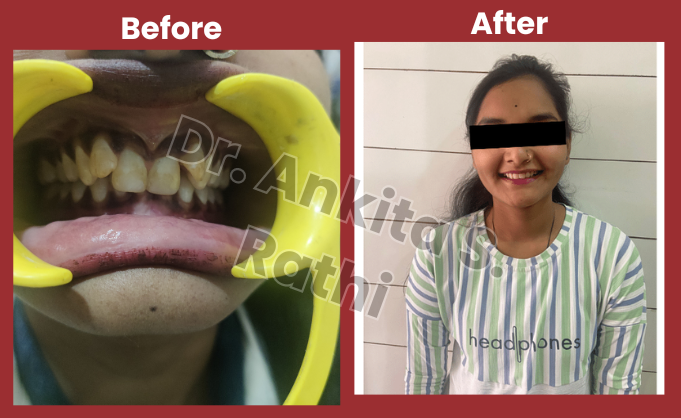 Before
After
Dr. Ankita S.
Rathi
headphones